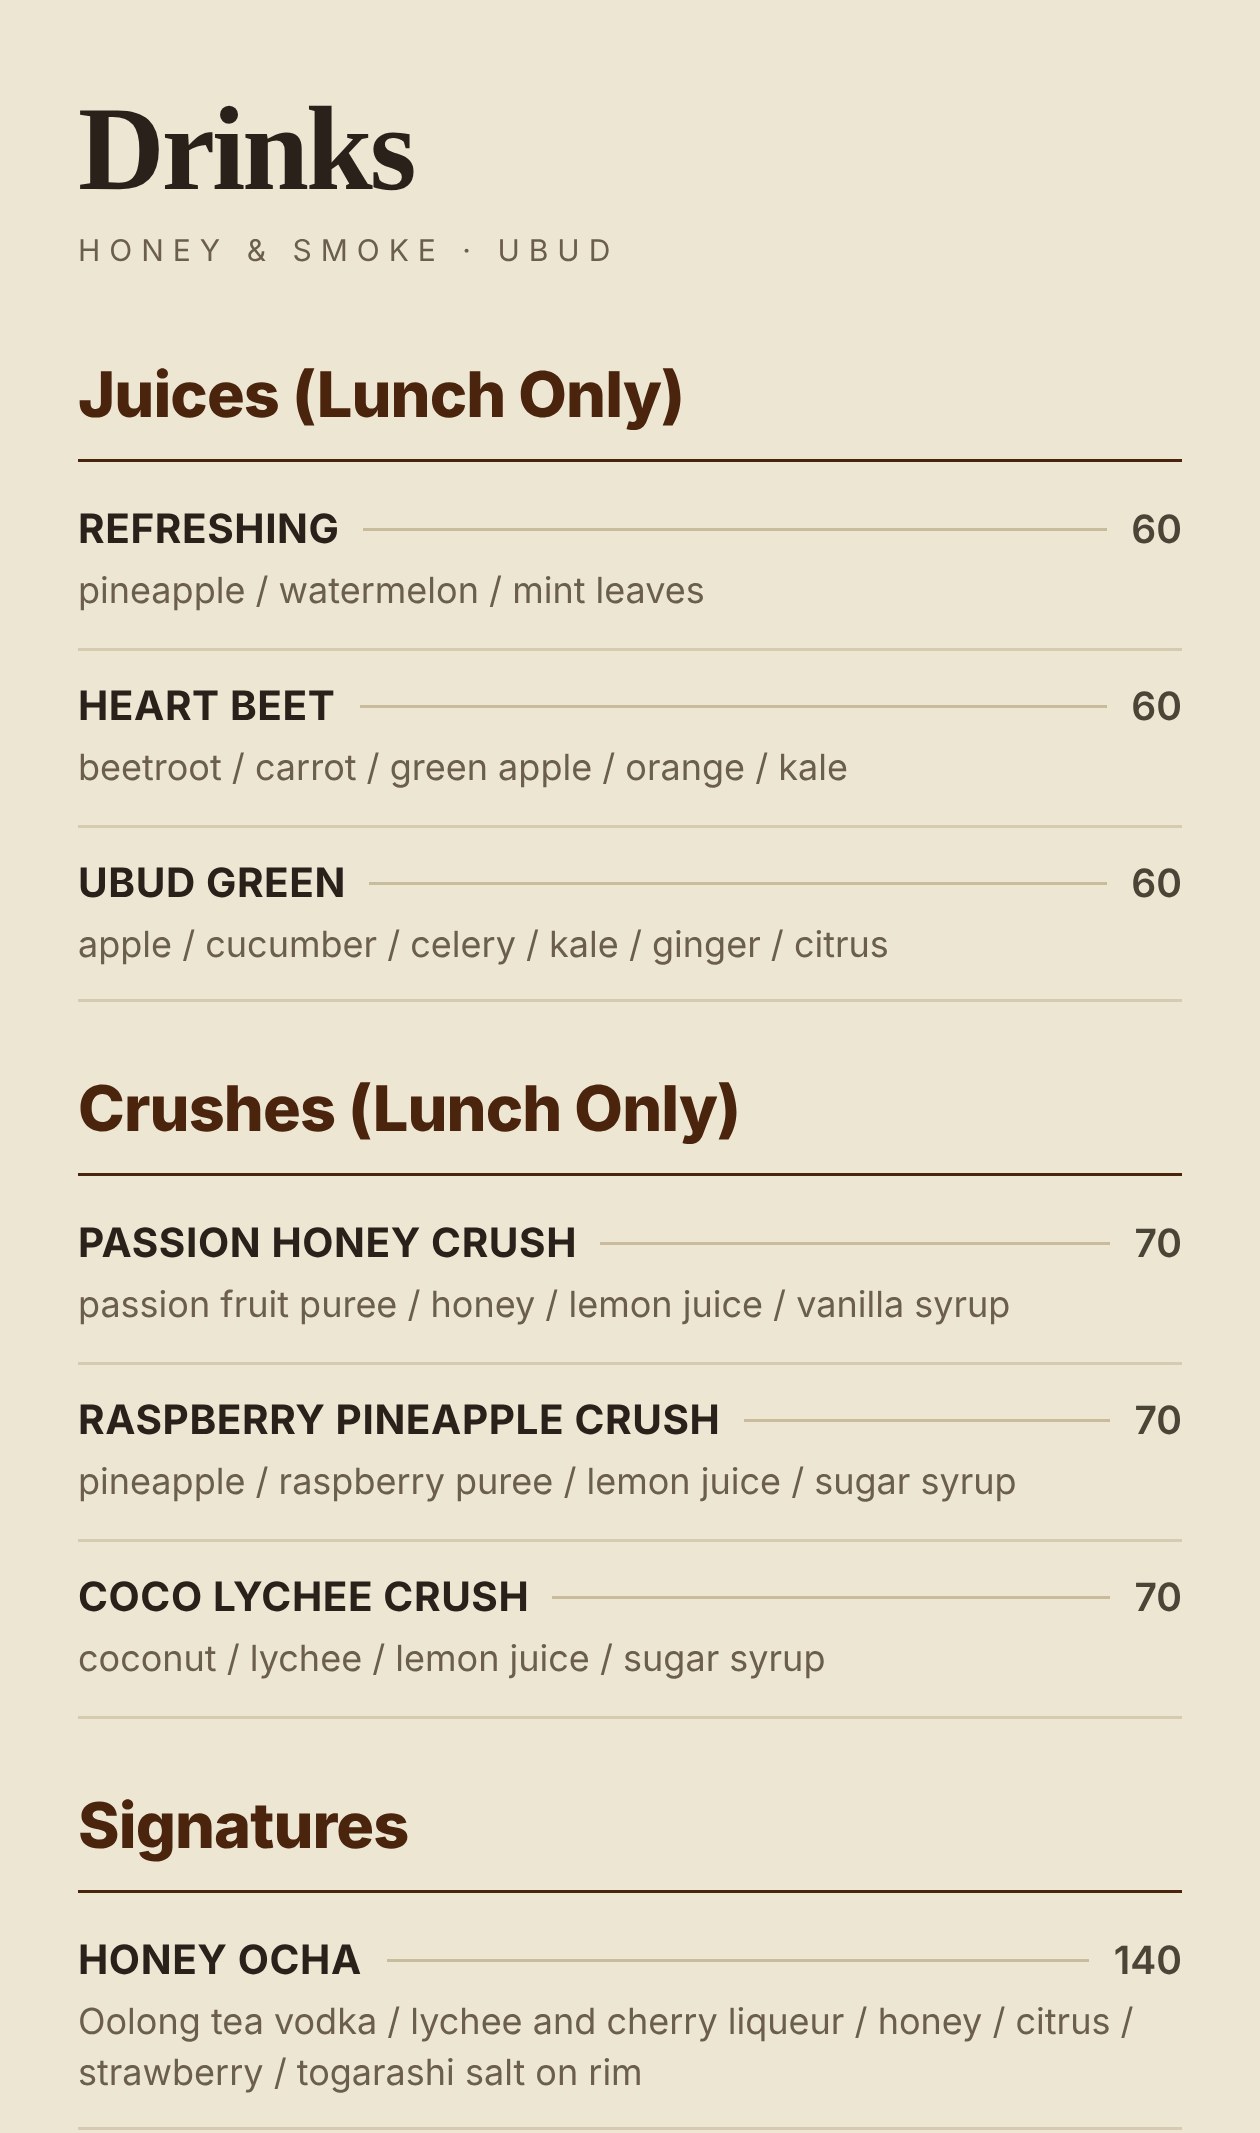 Drinks
HONEY & SMOKE · UBUD
Juices (Lunch Only)
REFRESHING 60
pineapple / watermelon / mint leaves
HEART BEET 60
beetroot / carrot / green apple / orange / kale
UBUD GREEN 60
apple / cucumber / celery / kale / ginger / citrus
Crushes (Lunch Only)
PASSION HONEY CRUSH 70
passion fruit puree / honey / lemon juice / vanilla syrup
RASPBERRY PINEAPPLE CRUSH 70
pineapple / raspberry puree / lemon juice / sugar syrup
COCO LYCHEE CRUSH 70
coconut / lychee / lemon juice / sugar syrup
Signatures
HONEY OCHA 140
Oolong tea vodka / lychee and cherry liqueur / honey / citrus /
strawberry / togarashi salt on rim